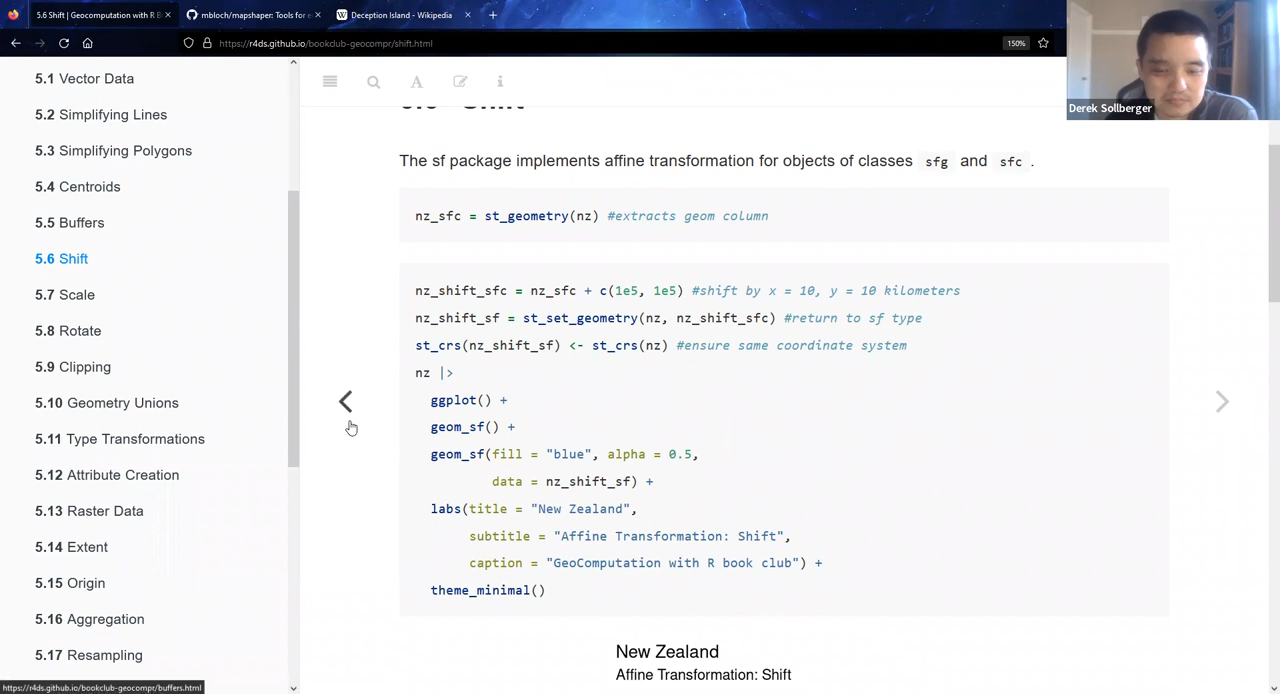 5.6 Shift | Geocomputation with R B
mbloch/mapshaper: Tools for e
Deception Island - Wikipedia
https://r4ds.github.io/bookclub-geocompr/shift.html
150%
Derek Sollberger
5.1 Vector Data
5.2 Simplifying Lines
5.3 Simplifying Polygons
5.4 Centroids
5.5 Buffers
5.6 Shift
5.7 Scale
5.8 Rotate
5.9 Clipping
5.10 Geometry Unions
5.11 Type Transformations
5.12 Attribute Creation
5.13 Raster Data
5.14 Extent
5.15 Origin
5.16 Aggregation
5.17 Resampling
https://r4ds.github.io/bookclub-geocompr/buffers.html
5.6 Shift
The sf package implements affine transformation for objects of classes sfg and sfc .
nz_sfc = st_geometry(nz) #extracts geom column
nz_shift_sfc = nz_sfc + c(1e5, 1e5) #shift by x = 10, y = 10 kilometers
nz_shift_sf = st_set_geometry(nz, nz_shift_sfc) #return to sf type
st_crs(nz_shift_sf) <- st_crs(nz) #ensure same coordinate system
nz |>
ggplot() +
geom_sf() +
geom_sf(fill = "blue", alpha = 0.5,
data = nz_shift_sf) +
labs(title = "New Zealand",
subtitle = "Affine Transformation: Shift",
caption = "GeoComputation with R book club") +
theme_minimal()
New Zealand
Affine Transformation: Shift